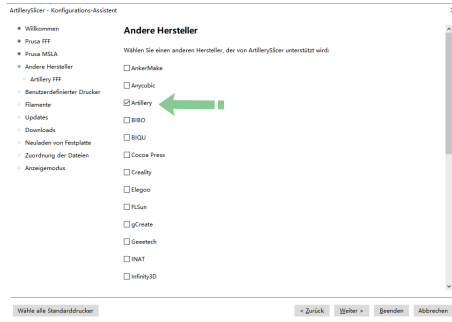 ArtillerySlicer - Konfigurations-Assistent
Willkommen
Prusa FFF
Prusa MSLA
Andere Hersteller
Artillery FFF
Benutzerdefinierter Drucker
Filamente
Updates
Downloads
Neuladen von Festplatte
Zuordnung der Dateien
Anzeigemodus
Andere Hersteller
Wählen Sie einen anderen Hersteller, der von ArtillerySlicer unterstützt wird:
AnkerMake
Anycubic
Artillery
BIBO
BIQU
Cocoa Press
Creality
Elegoo
FLSun
gCreate
Geeetech
INAT
Infinity3D
Wähle alle Standarddrucker
< Zurück
Weiter >
Beenden
Abbrechen